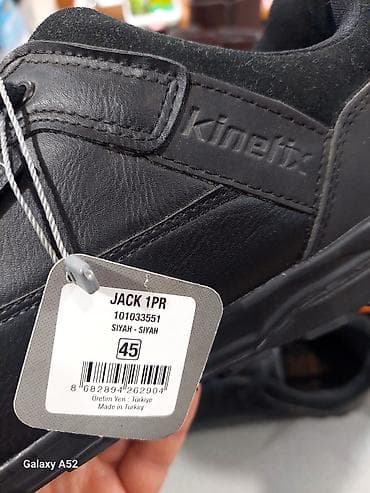 kinetix
JACK 1PR
101033551
SIYAH - SIYAH
45
8 682894 262904
Üretim Yeri : Türkiye
Made in Turkey
Galaxy A52